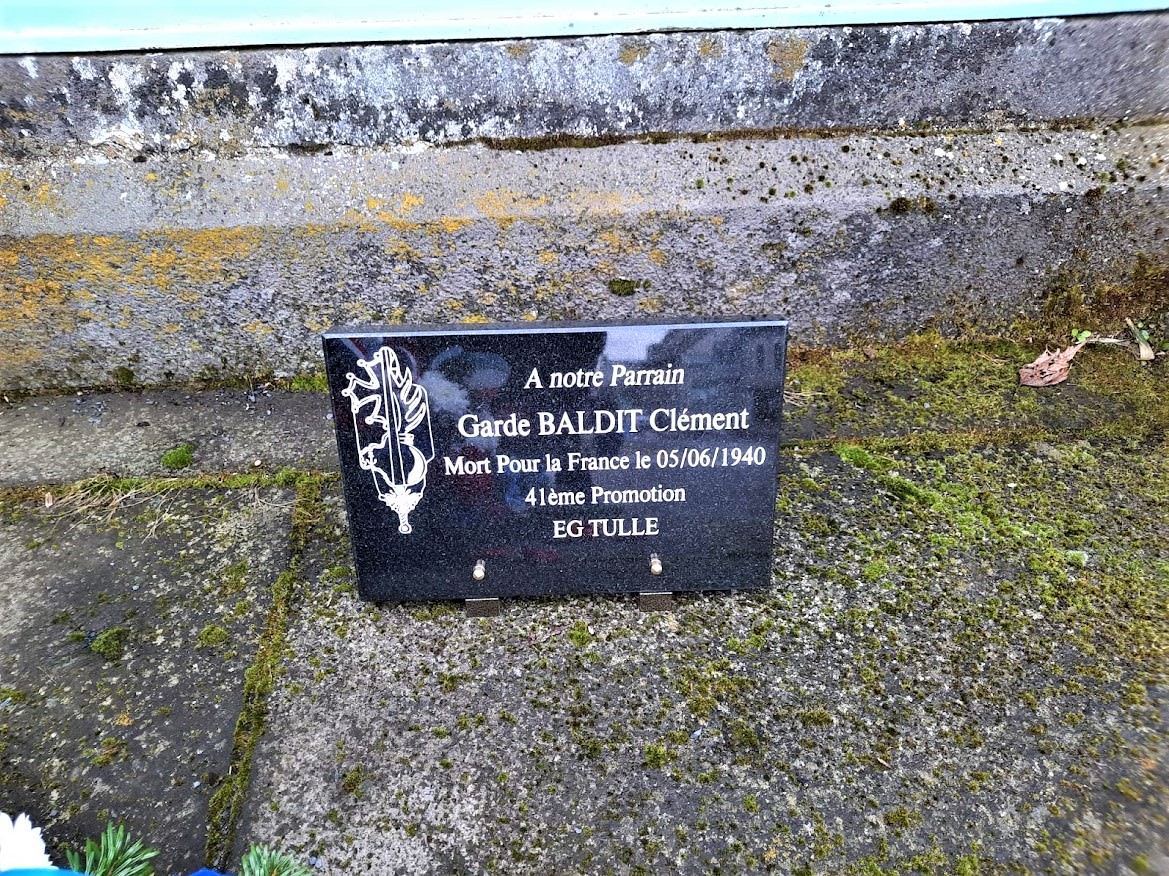 A notre Parrain
Garde BALDIT Clément
Mort Pour la France le 05/06/1940
41ème Promotion
EG TULLE